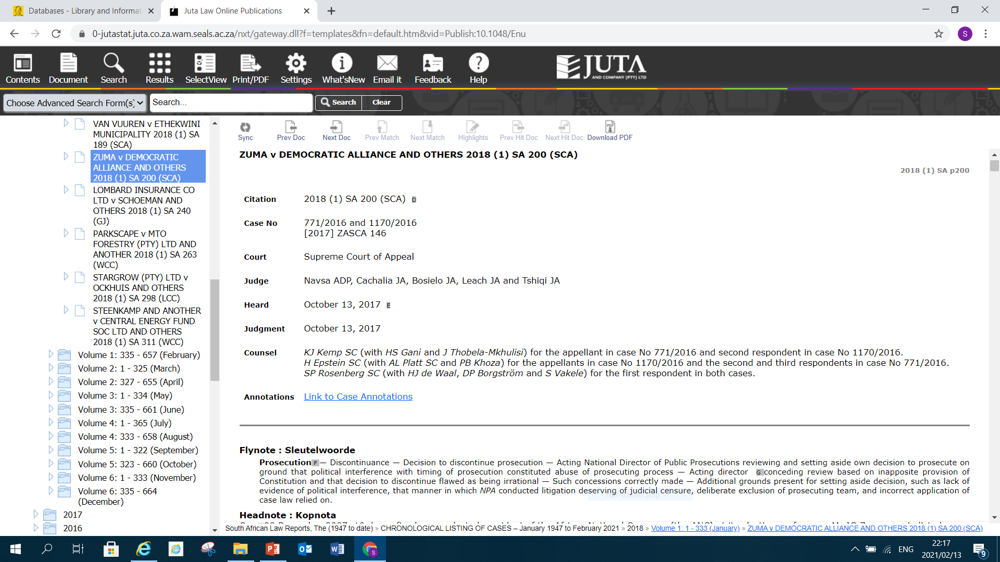 Databases - Library and Informat
Juta Law Online Publications
0-jutastat.juta.co.za.wam.seals.ac.za/nxt/gateway.dll?f=templates&fn=default.htm&vid=Publish:10.1048/Enu
S
Contents Document Search Results SelectView Print/PDF Settings What'sNew Email it Feedback Help
JUTA
AND COMPANY (PTY) LTD
Choose Advanced Search Form(s) Search... Search Clear
VAN VUUREN v ETHEKWINI
MUNICIPALITY 2018 (1) SA
189 (SCA)
ZUMA v DEMOCRATIC
ALLIANCE AND OTHERS
2018 (1) SA 200 (SCA)
LOMBARD INSURANCE CO
LTD v SCHOEMAN AND
OTHERS 2018 (1) SA 240
(GJ)
PARKSCAPE v MTO
FORESTRY (PTY) LTD AND
ANOTHER 2018 (1) SA 263
(WCC)
STARGROW (PTY) LTD v
OCKHUIS AND OTHERS
2018 (1) SA 298 (LCC)
STEENKAMP AND ANOTHER
v CENTRAL ENERGY FUND
SOC LTD AND OTHERS
2018 (1) SA 311 (WCC)
Volume 1: 335 - 657 (February)
Volume 2: 1 - 325 (March)
Volume 2: 327 - 655 (April)
Volume 3: 1 - 334 (May)
Volume 3: 335 - 661 (June)
Volume 4: 1 - 365 (July)
Volume 4: 333 - 658 (August)
Volume 5: 1 - 322 (September)
Volume 5: 323 - 660 (October)
Volume 6: 1 - 333 (November)
Volume 6: 335 - 664
(December)
2017
2016
Sync Prev Doc Next Doc Prev Match Next Match Highlights Prev Hit Doc Next Hit Doc Download PDF
ZUMA v DEMOCRATIC ALLIANCE AND OTHERS 2018 (1) SA 200 (SCA)
2018 (1) SA p200
Citation 2018 (1) SA 200 (SCA) D
Case No 771/2016 and 1170/2016
[2017] ZASCA 146
Court Supreme Court of Appeal
Judge Navsa ADP, Cachalia JA, Bosielo JA, Leach JA and Tshiqi JA
Heard October 13, 2017 E
Judgment October 13, 2017
Counsel KJ Kemp SC (with HS Gani and J Thobela-Mkhulisi) for the appellant in case No 771/2016 and second respondent in case No 1170/2016.
H Epstein SC (with AL Platt SC and PB Khoza) for the appellants in case No 1170/2016 and the second and third respondents in case No 771/2016.
SP Rosenberg SC (with HJ de Waal, DP Borgström and S Vakele) for the first respondent in both cases.
Annotations Link to Case Annotations
Flynote : Sleutelwoorde
Prosecution F — Discontinuance — Decision to discontinue prosecution — Acting National Director of Public Prosecutions reviewing and setting aside own decision to prosecute on
ground that political interference with timing of prosecution constituted abuse of prosecuting process — Acting director G conceding review based on inapposite provision of
Constitution and that decision to discontinue flawed as being irrational — Such concessions correctly made — Additional grounds present for setting aside decision, such as lack of
evidence of political interference, that manner in which NPA conducted litigation deserving of judicial censure, deliberate exclusion of prosecuting team, and incorrect application of
case law relied on.
Full-screen Snip
Headnote : Kopnota
South African Law Reports, The (1947 to date) » CHRONOLOGICAL LISTING OF CASES – January 1947 to February 2021 » 2018 » Volume 1: 1 - 333 (January) » ZUMA v DEMOCRATIC ALLIANCE AND OTHERS 2018 (1) SA 200 (SCA)
ENG
22:17
2021/02/13
9